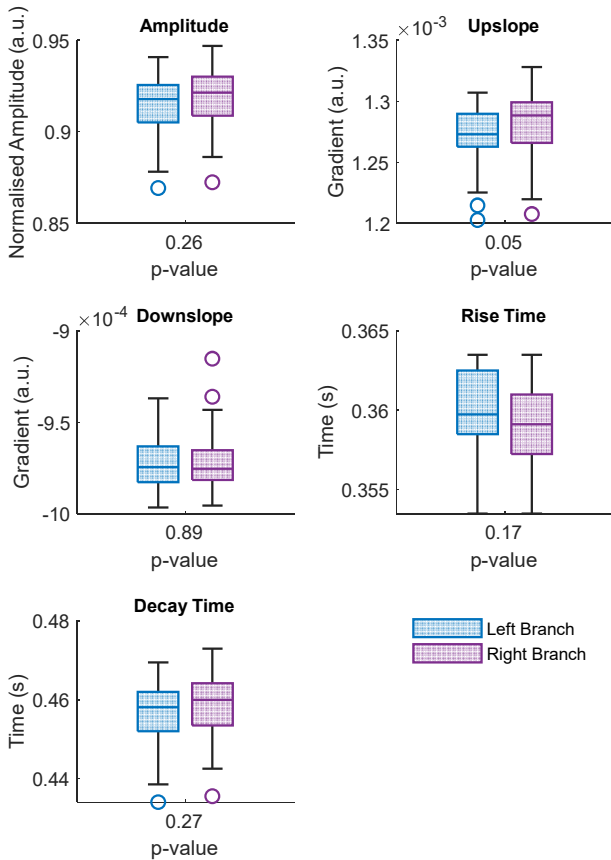 Amplitude
Normalised Amplitude (a.u.)
0.95
0.9
0.85
0.26
p-value
Upslope
×10⁻³
Gradient (a.u.)
1.35
1.3
1.25
1.2
0.05
p-value
Downslope
×10⁻⁴
Gradient (a.u.)
-9
-9.5
-10
0.89
p-value
Rise Time
Time (s)
0.365
0.36
0.355
0.17
p-value
Decay Time
Time (s)
0.48
0.46
0.44
0.27
p-value
Left Branch
Right Branch